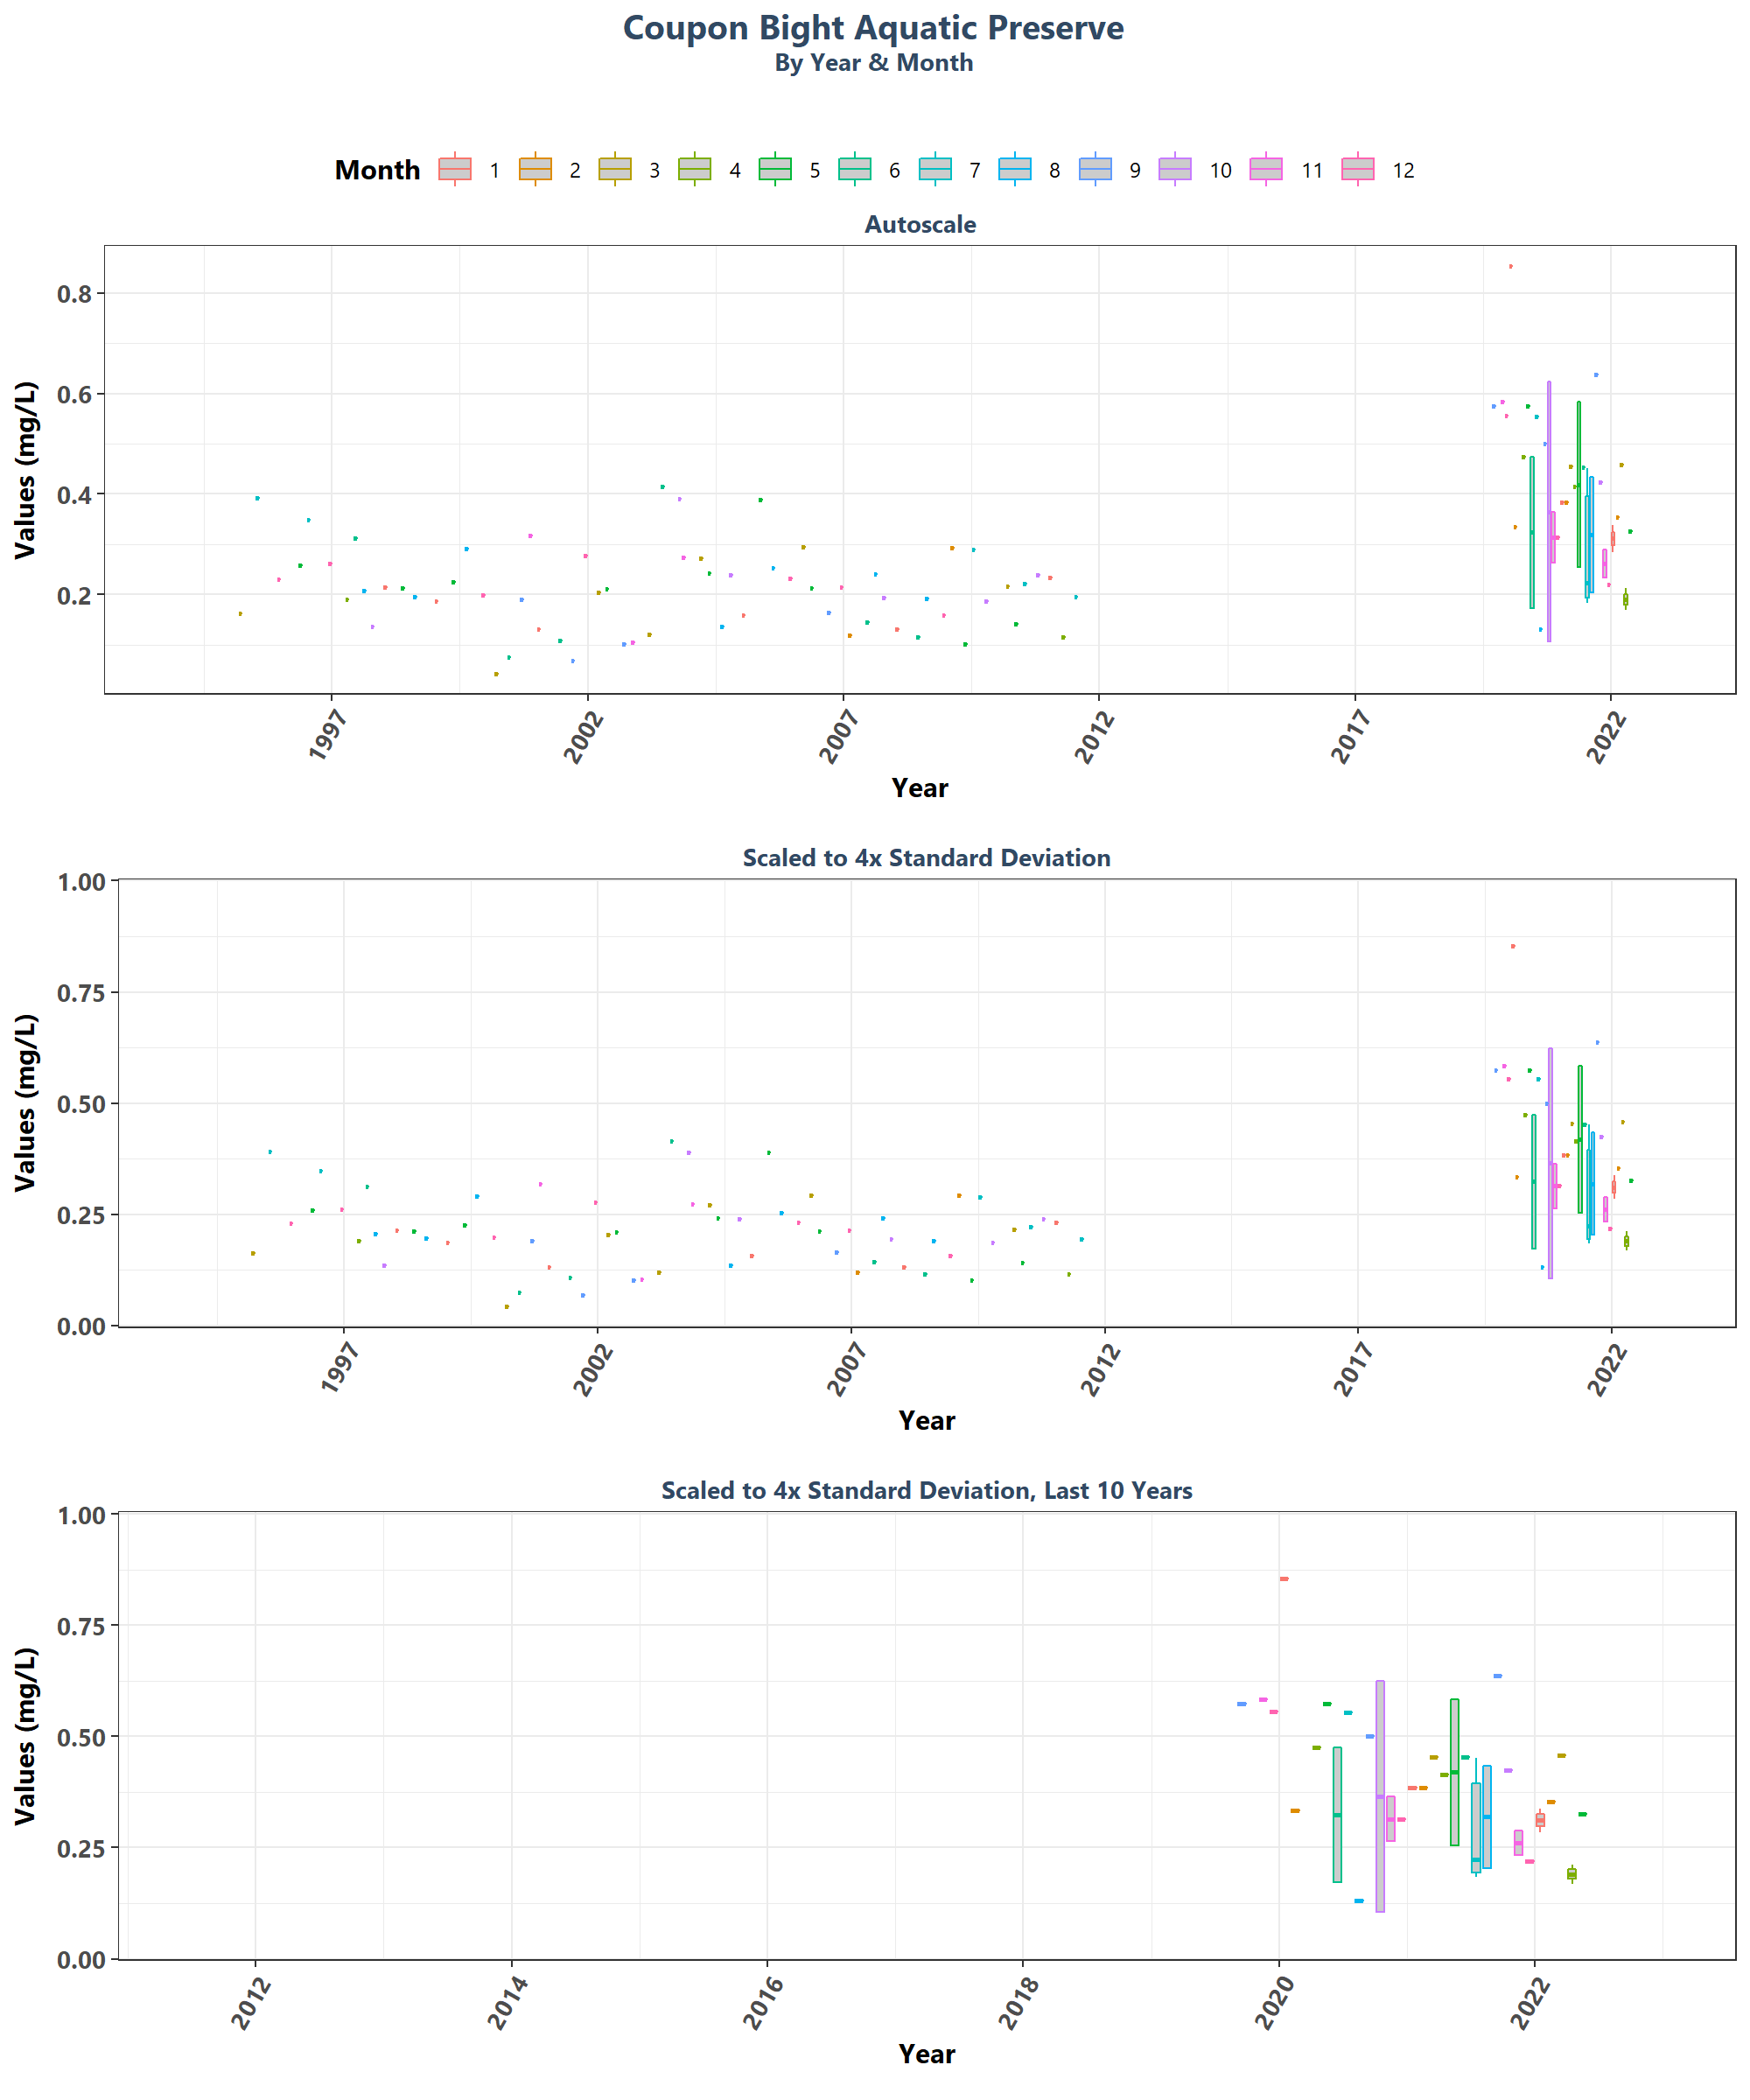 Coupon Bight Aquatic Preserve
By Year & Month
Month 1 2 3 4 5 6 7 8 9 10 11 12
Autoscale
Values (mg/L)
0.8
0.6
0.4
0.2
1997 2002 2007 2012 2017 2022
Year
Scaled to 4x Standard Deviation
Values (mg/L)
1.00
0.75
0.50
0.25
0.00
1997 2002 2007 2012 2017 2022
Year
Scaled to 4x Standard Deviation, Last 10 Years
Values (mg/L)
1.00
0.75
0.50
0.25
0.00
2012 2014 2016 2018 2020 2022
Year